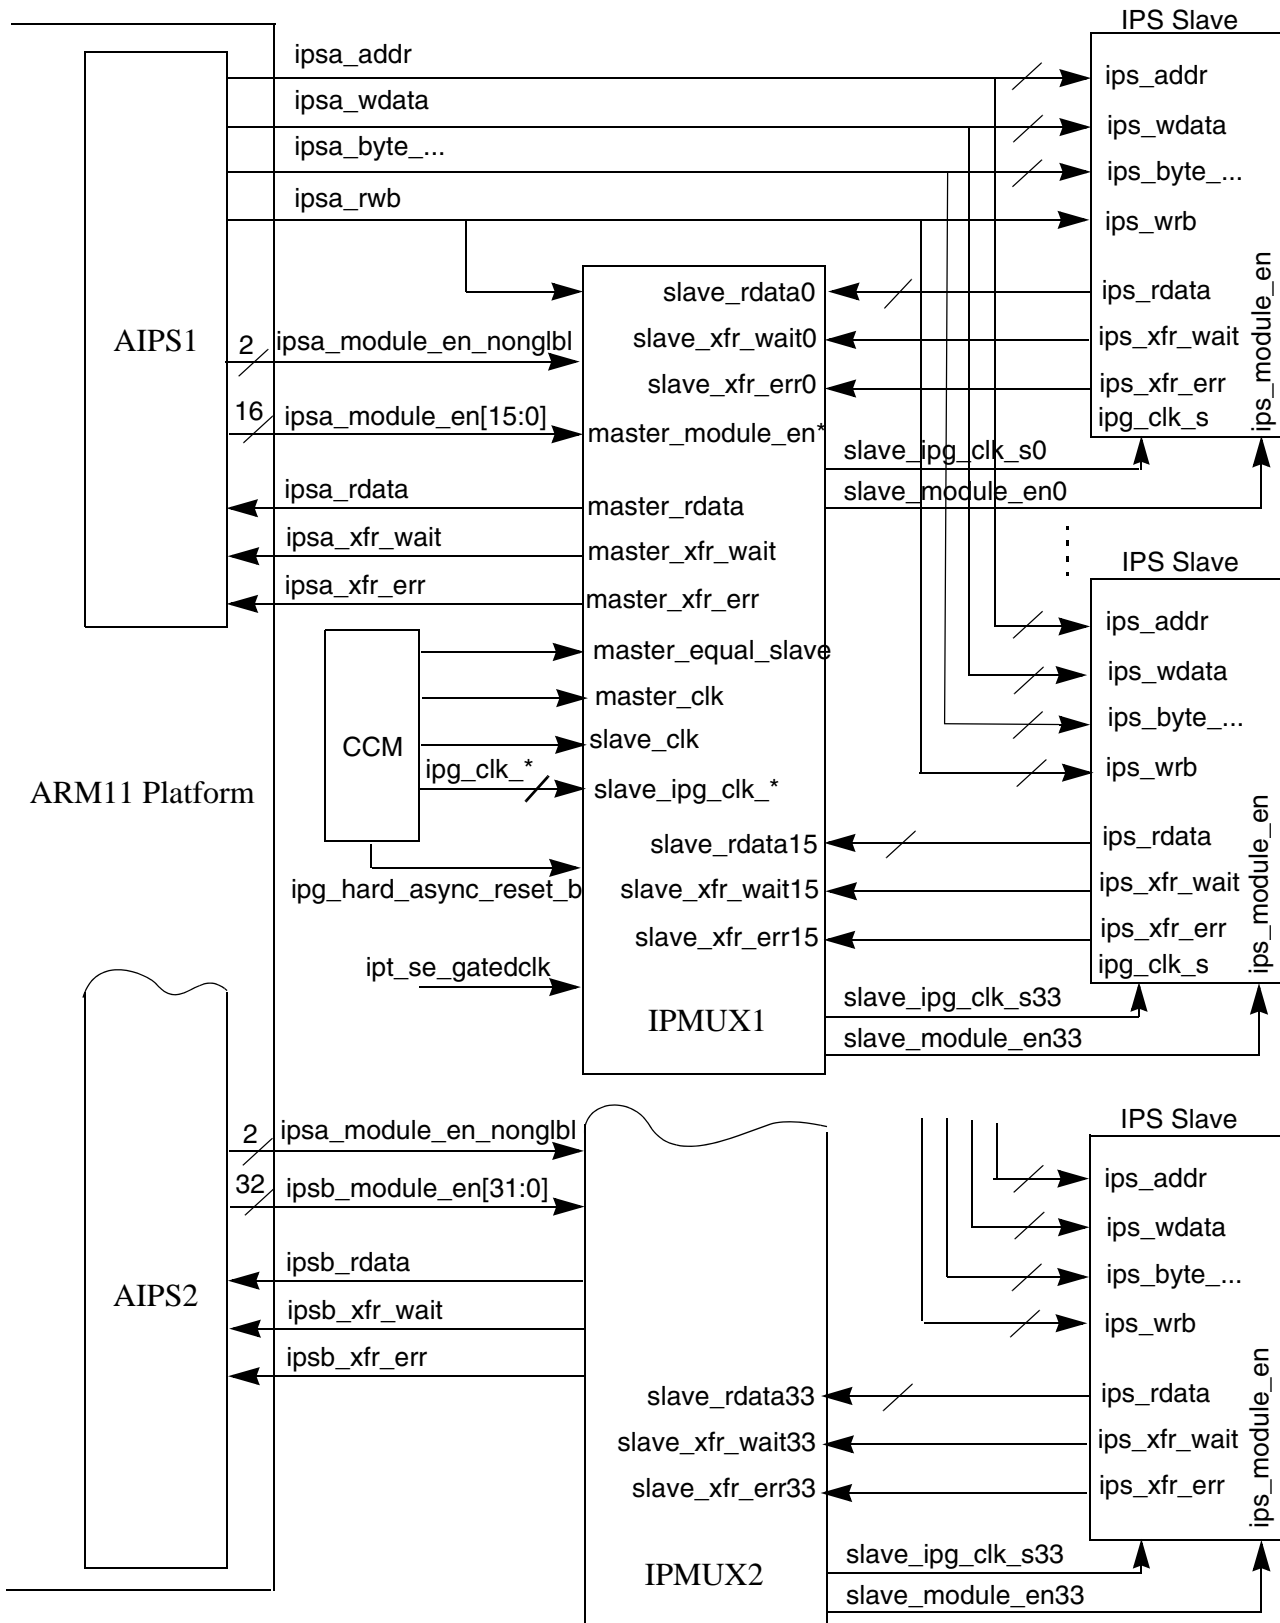 IPS Slave
ipsa_addr
ips_addr
ipsa_wdata
ips_wdata
ipsa_byte_...
ips_byte_...
ipsa_rwb
ips_wrb
ips_module_en
slave_rdata0
ips_rdata
AIPS1
2
ipsa_module_en_nonglbl
slave_xfr_wait0
ips_xfr_wait
slave_xfr_err0
ips_xfr_err
16
ipsa_module_en[15:0]
master_module_en*
ipg_clk_s
slave_ipg_clk_s0
slave_module_en0
ipsa_rdata
master_rdata
ipsa_xfr_wait
master_xfr_wait
ipsa_xfr_err
master_xfr_err
IPS Slave
ips_addr
master_equal_slave
ips_wdata
master_clk
ips_byte_...
CCM
slave_clk
ips_wrb
ipg_clk_*
slave_ipg_clk_*
ARM11 Platform
ips_module_en
slave_rdata15
ips_rdata
ipg_hard_async_reset_b
slave_xfr_wait15
ips_xfr_wait
slave_xfr_err15
ips_xfr_err
ipt_se_gatedclk
ipg_clk_s
IPMUX1
slave_ipg_clk_s33
slave_module_en33
IPS Slave
2
ipsa_module_en_nonglbl
32
ipsb_module_en[31:0]
ips_addr
ips_wdata
ipsb_rdata
ips_byte_...
AIPS2
ipsb_xfr_wait
ips_wrb
ipsb_xfr_err
ips_module_en
slave_rdata33
ips_rdata
slave_xfr_wait33
ips_xfr_wait
slave_xfr_err33
ips_xfr_err
IPMUX2
slave_ipg_clk_s33
slave_module_en33